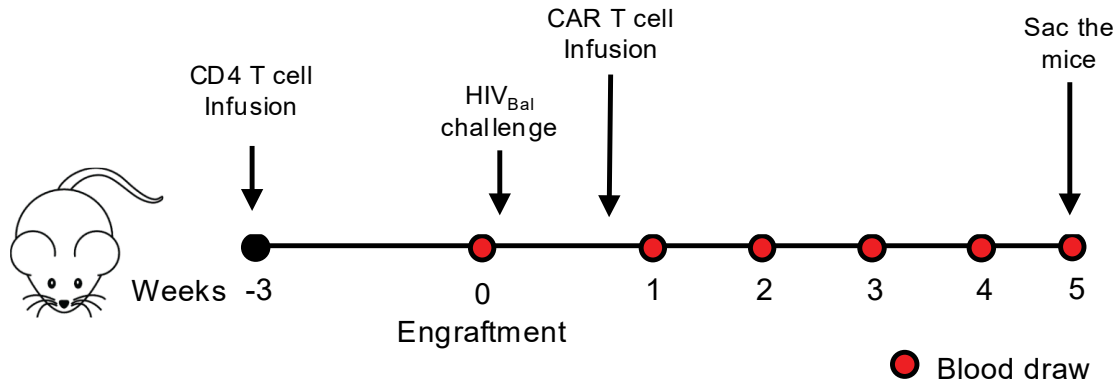 CAR T cell
Infusion
Sac the
mice
CD4 T cell
Infusion
HIVBal
challenge
Weeks -3 0 1 2 3 4 5
Engraftment
Blood draw